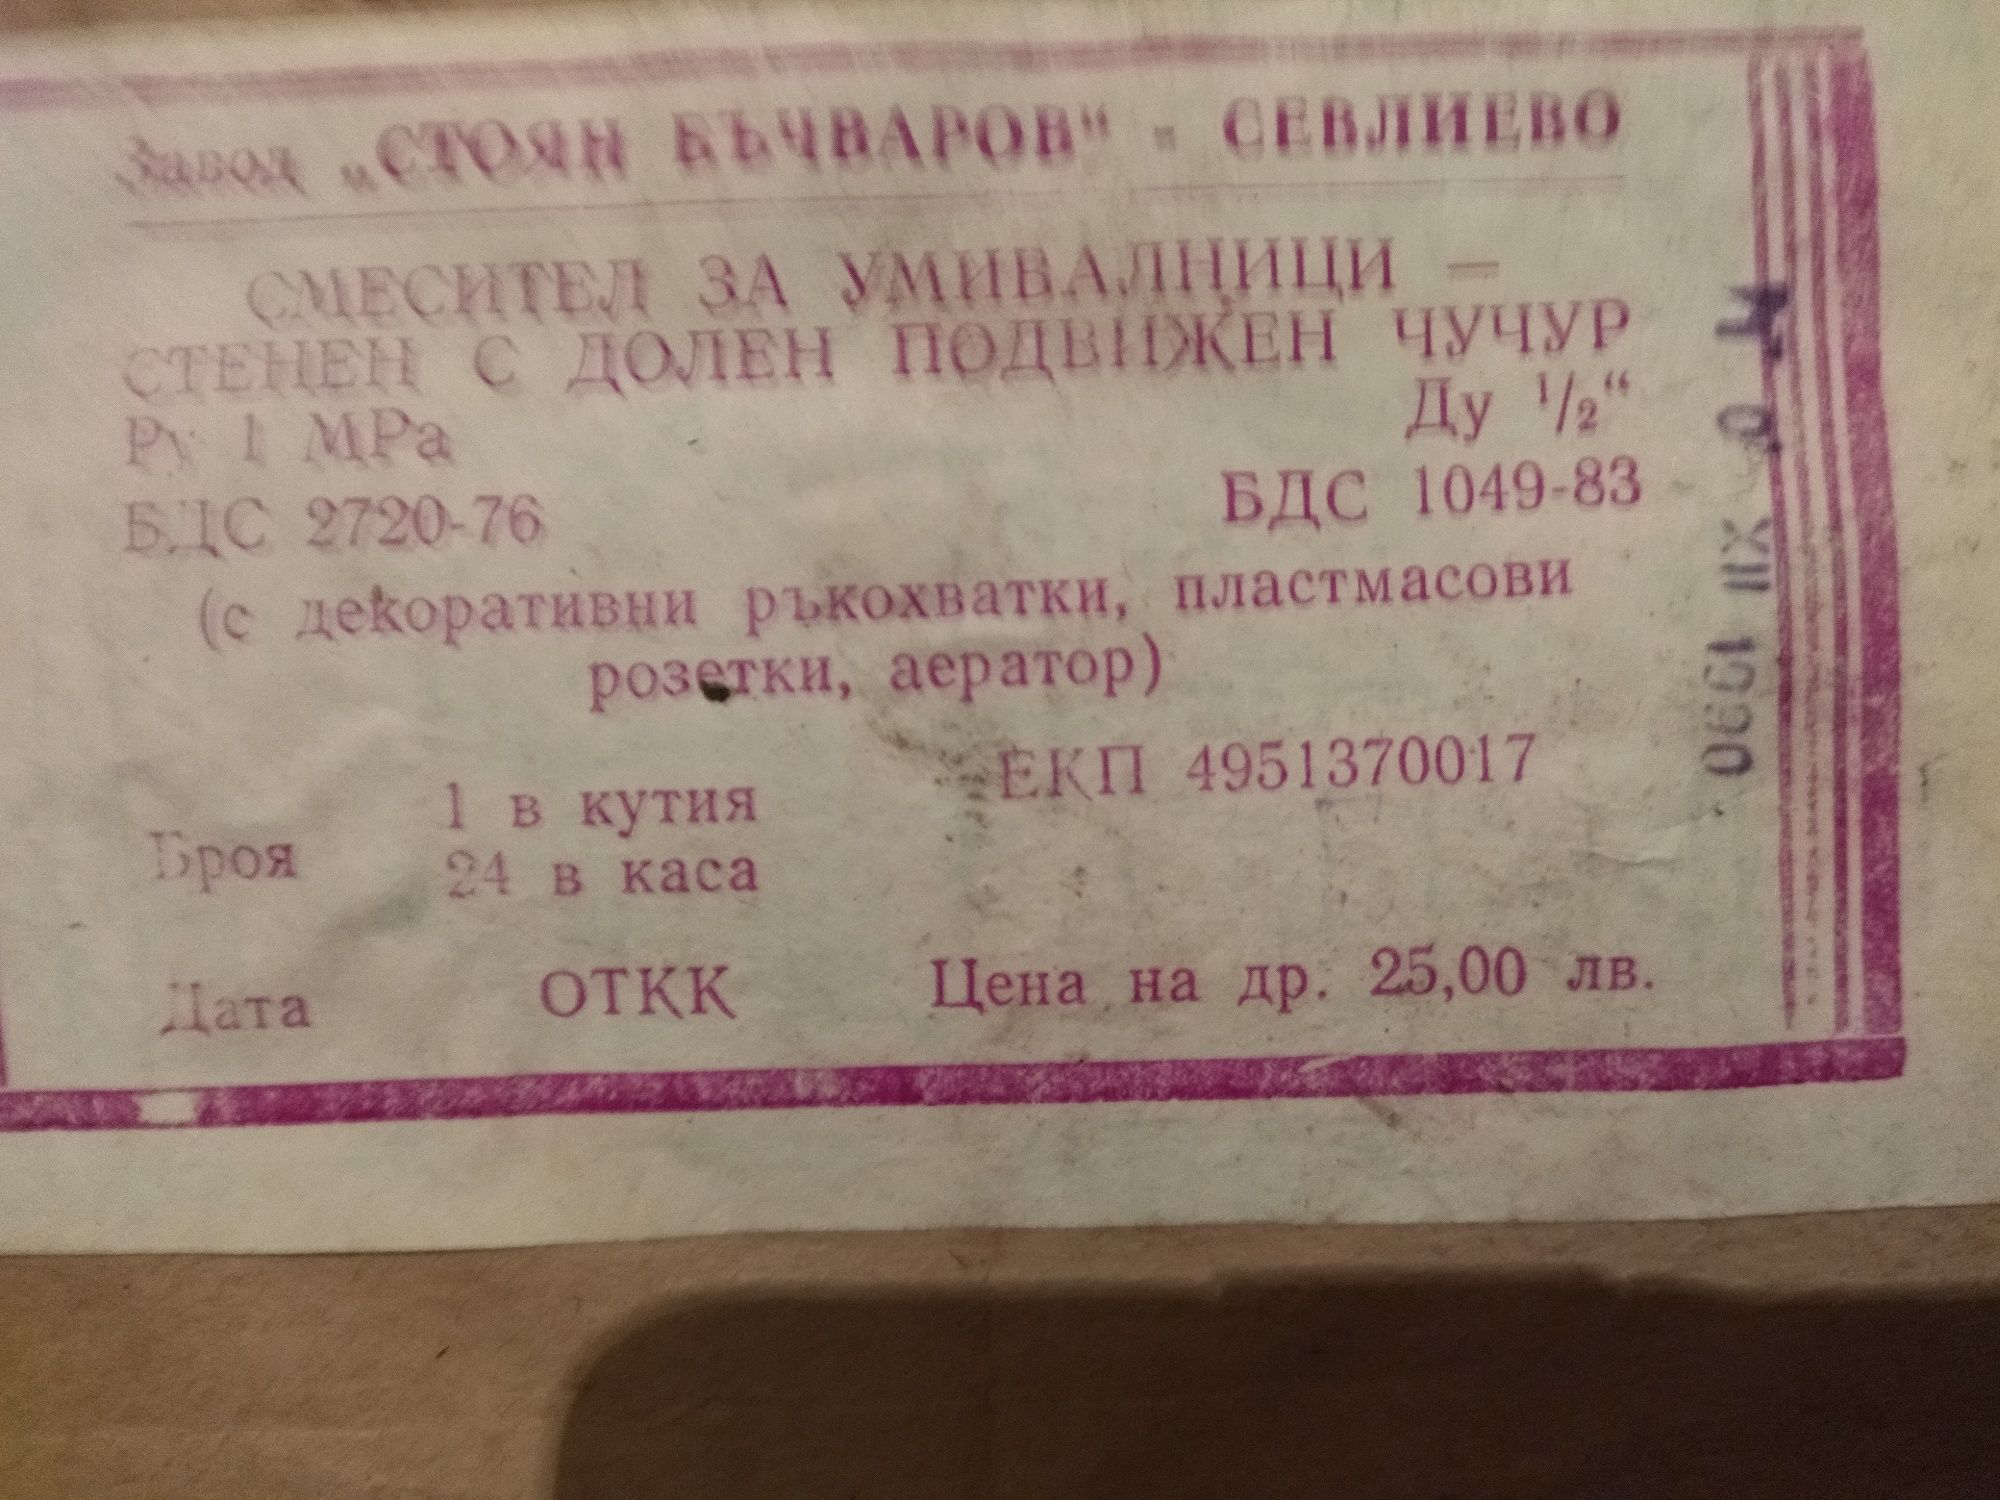 Завод „СТОЯН БЪЧВАРОВ“ - СЕВЛИЕВО
СМЕСИТЕЛ ЗА УМИВАЛНИЦИ —
СТЕНЕН С ДОЛЕН ПОДВИЖЕН ЧУЧУР
Ру 1 МРа Ду 1/2“
БДС 2720-76 БДС 1049-83
(с декоративни ръкохватки, пластмасови
розетки, аератор)
ЕКП 4951370017
1 в кутия
Броя
24 в каса
Дата ОТКК Цена на др. 25,00 лв.
XII 1990